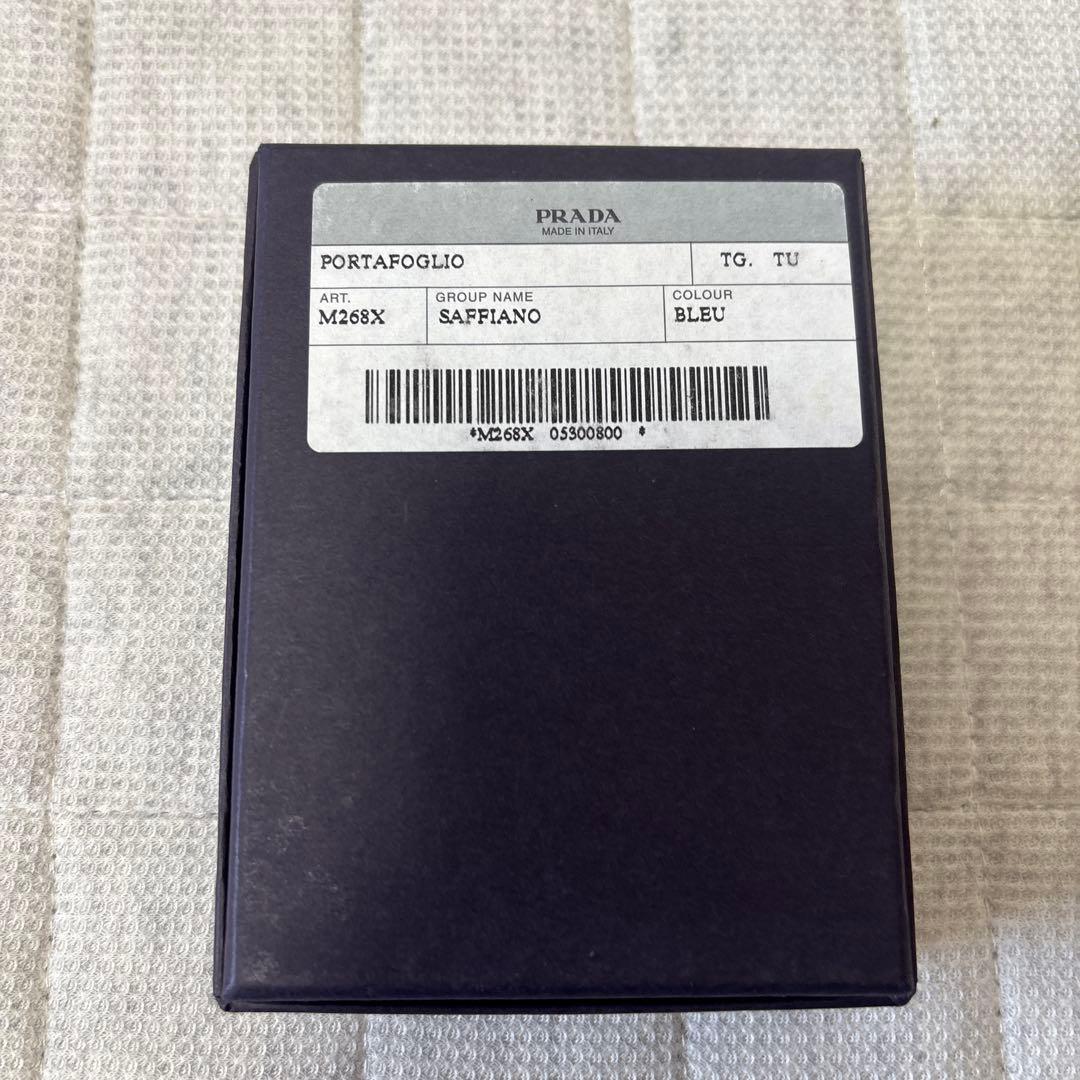 PRADA
MADE IN ITALY
PORTAFOGLIO TG. TU
ART. GROUP NAME COLOUR
M268X SAFFIANO BLEU
*M268X 05300800 *